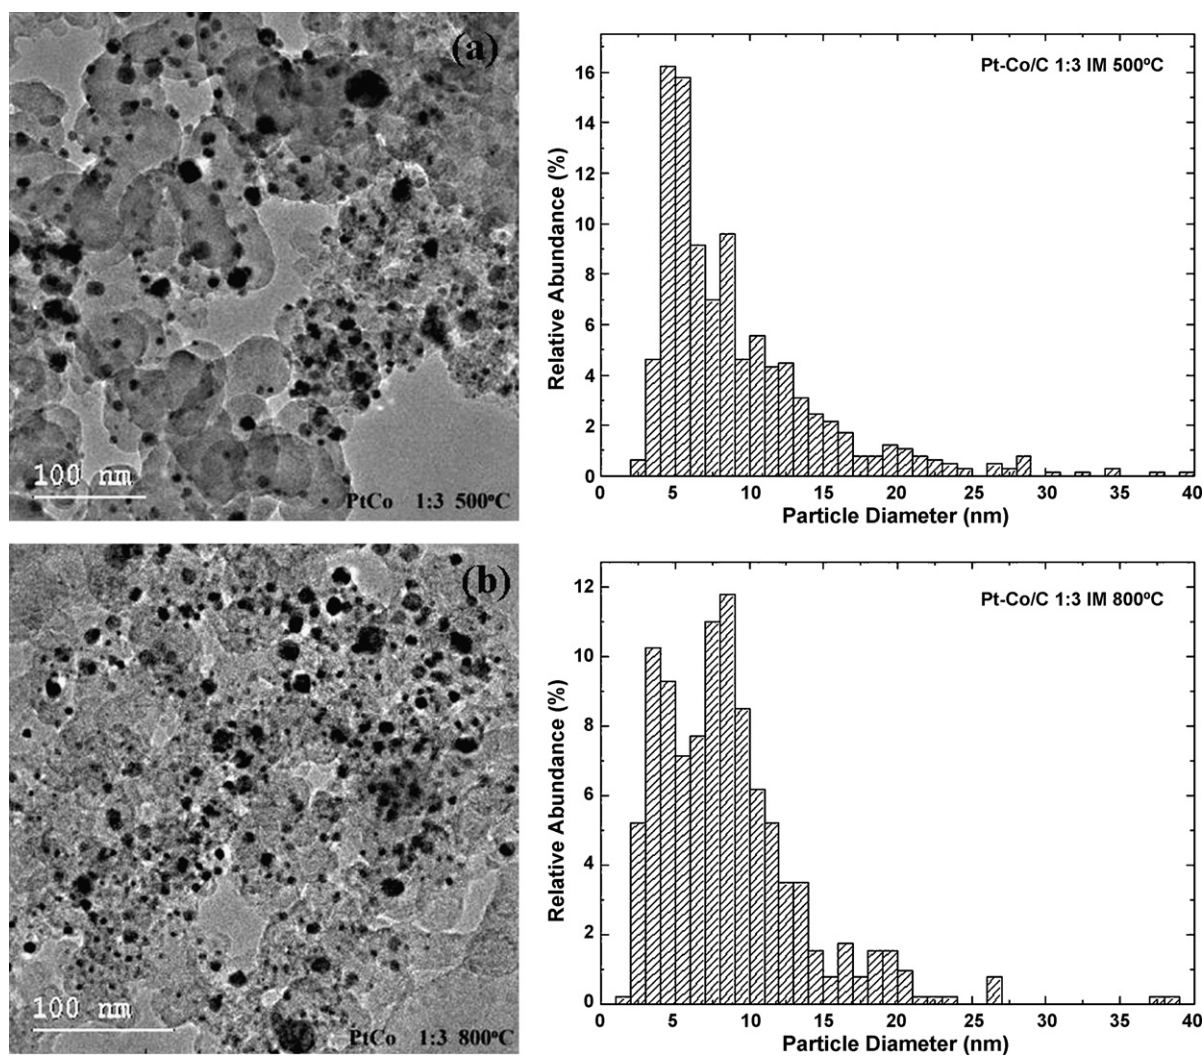 (a)
100 nm
PtCo 1:3 500ºC
Pt-Co/C 1:3 IM 500ºC
Relative Abundance (%)
16
14
12
10
8
6
4
2
0
0 5 10 15 20 25 30 35 40
Particle Diameter (nm)
(b)
100 nm
PtCo 1:3 800ºC
Pt-Co/C 1:3 IM 800ºC
Relative Abundance (%)
12
10
8
6
4
2
0
0 5 10 15 20 25 30 35 40
Particle Diameter (nm)